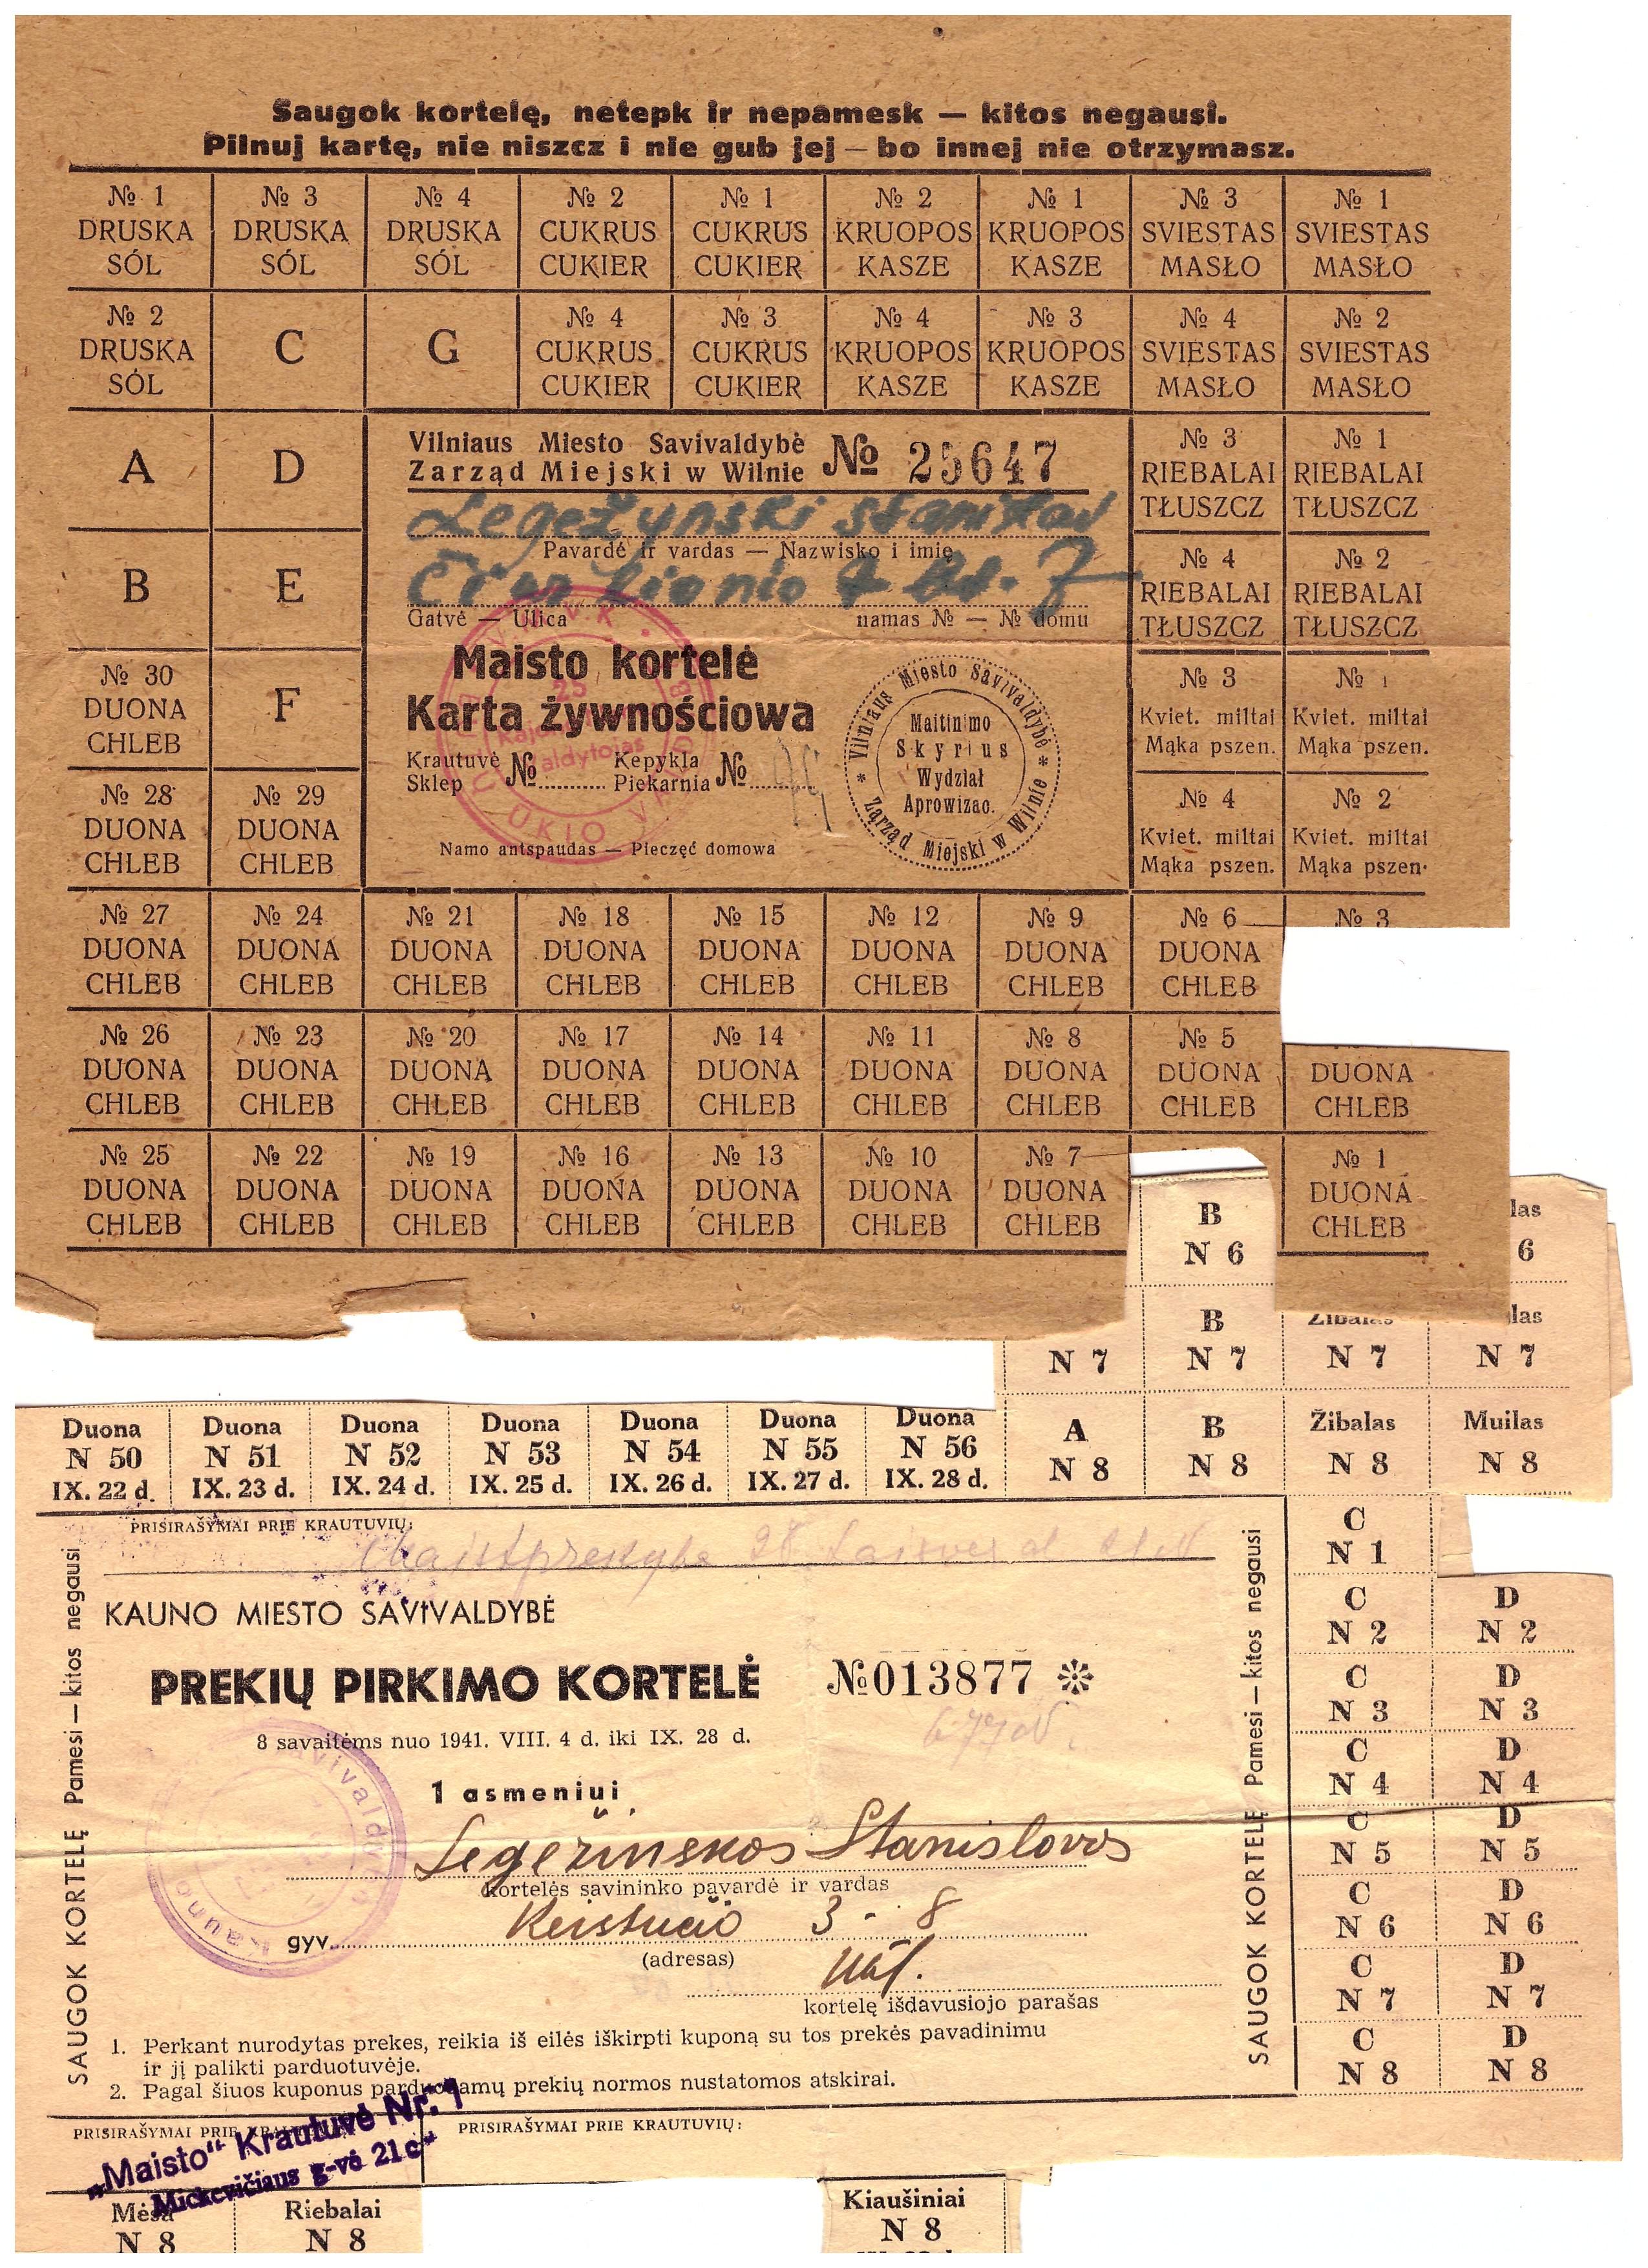 Saugok kortelę, netepk ir nepamesk — kitos negausi.
Pilnuj kartę, nie niszcz i nie gub jej — bo innej nie otrzymasz.
№ 1 № 3 № 4 № 2 № 1 № 2 № 1 № 3 № 1
DRUSKA DRUSKA DRUSKA CUKRUS CUKRUS KRUOPOS KRUOPOS SVIESTAS SVIESTAS
SÓL SÓL SÓL CUKIER CUKIER KASZE KASZE MASŁO MASŁO
№ 2 № 4 № 3 № 4 № 3 № 4 № 2
DRUSKA C G CUKRUS CUKRUS KRUOPOS KRUOPOS SVIESTAS SVIESTAS
SÓL CUKIER CUKIER KASZE KASZE MASŁO MASŁO
A D
Vilniaus Miesto Savivaldybė
Zarząd Miejski w Wilnie
№ 25647
№ 3 № 1
RIEBALAI RIEBALAI
TŁUSZCZ TŁUSZCZ
Legežynski Stanisłav
Pavardė ir vardas — Nazwisko i imię
B E
7
Gatvė — Ulica namas № — № domu
№ 4 № 2
RIEBALAI RIEBALAI
TŁUSZCZ TŁUSZCZ
№ 30
DUONA F
CHLEB
Maisto kortelė
Karta żywnościowa
Krautuvė № Kepykla №
Sklep Piekarnia
Namo antspaudas — Pieczęć domowa
Vilniaus Miesto Savivaldybė
Maitinimo
Skyrius
Wydział
Aprowizac.
Zarząd Miejski w Wilnie
№ 3 № 1
Kviet. miltai Kviet. miltai
Mąka pszen. Mąka pszen.
№ 28 № 29
DUONA DUONA
CHLEB CHLEB
№ 4 № 2
Kviet. miltai Kviet. miltai
Mąka pszen. Mąka pszen.
№ 27 № 24 № 21 № 18 № 15 № 12 № 9 № 6 № 3
DUONA DUONA DUONA DUONA DUONA DUONA DUONA DUONA
CHLEB CHLEB CHLEB CHLEB CHLEB CHLEB CHLEB CHLEB
№ 26 № 23 № 20 № 17 № 14 № 11 № 8 № 5
DUONA DUONA DUONA DUONA DUONA DUONA DUONA DUONA DUONA
CHLEB CHLEB CHLEB CHLEB CHLEB CHLEB CHLEB CHLEB CHLEB
№ 25 № 22 № 19 № 16 № 13 № 10 № 7 № 1
DUONA DUONA DUONA DUONA DUONA DUONA DUONA DUONA
CHLEB CHLEB CHLEB CHLEB CHLEB CHLEB CHLEB CHLEB
B las
N 6 6
B Žibalas las
N 7 N 7 N 7 N 7
Duona Duona Duona Duona Duona Duona Duona A B Žibalas Muilas
N 50 N 51 N 52 N 53 N 54 N 55 N 56 N 8 N 8 N 8 N 8
IX. 22 d. IX. 23 d. IX. 24 d. IX. 25 d. IX. 26 d. IX. 27 d. IX. 28 d.
PRISIRAŠYMAI PRIE KRAUTUVIŲ:
KAUNO MIESTO SAVIVALDYBĖ
PREKIŲ PIRKIMO KORTELĖ №013877
8 savaitėms nuo 1941. VIII. 4 d. iki IX. 28 d.
1 asmeniui
Legežinskos Stanislovos
kortelės savininko pavardė ir vardas
gyv. Keistučio 3 - 8
(adresas)
kortelę išdavusiojo parašas
1. Perkant nurodytas prekes, reikia iš eilės iškirpti kuponą su tos prekės pavadinimu
ir jį palikti parduotuvėje.
2. Pagal šiuos kuponus parduodamų prekių normos nustatomos atskirai.
SAUGOK KORTELĘ Pamesi — kitos negausi
SAUGOK KORTELĘ Pamesi — kitos negausi
C
N 1
C D
N 2 N 2
C D
N 3 N 3
C D
N 4 N 4
C D
N 5 N 5
C D
N 6 N 6
C D
N 7 N 7
C D
N 8 N 8
PRISIRAŠYMAI PRIE PRISIRAŠYMAI PRIE KRAUTUVIŲ:
„Maisto“ Krautuvė Nr. 1
Mickevičiaus g-vė 21c
Mėsa Riebalai Kiaušiniai
N 8 N 8 N 8